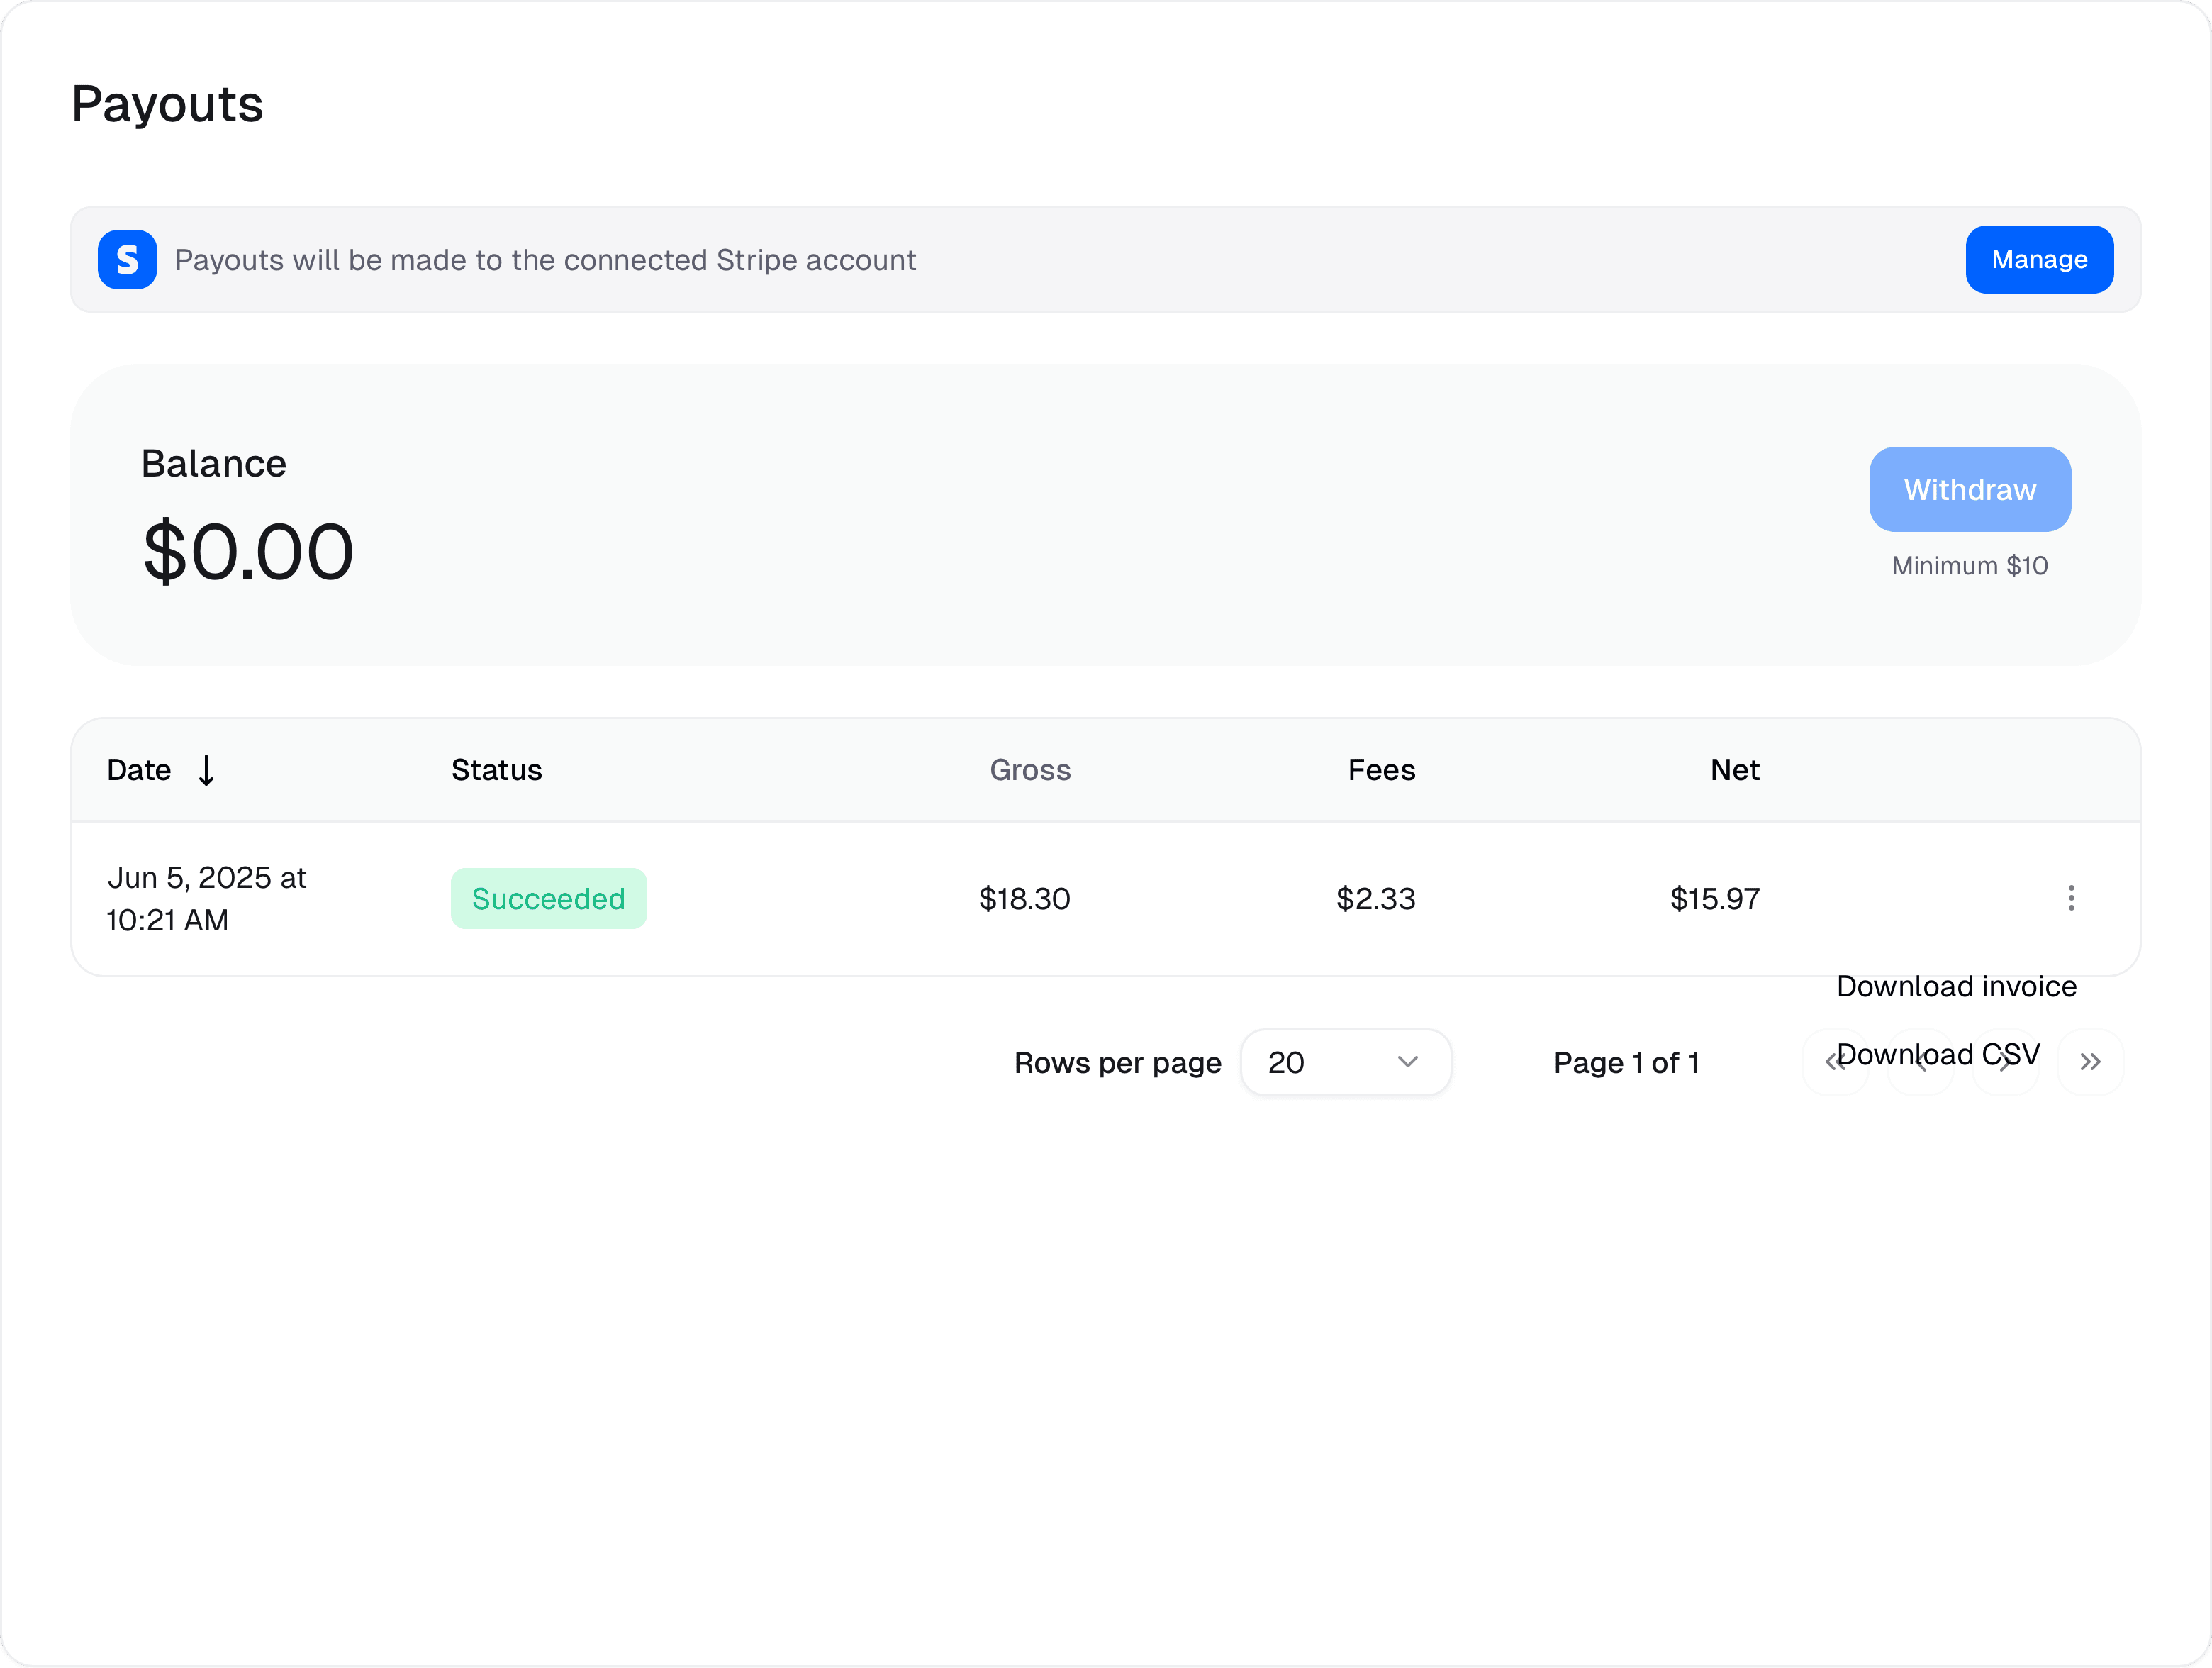 Payouts
S Payouts will be made to the connected Stripe account
Manage
Balance
$0.00
Withdraw
Minimum $10
Date ↓ Status Gross Fees Net
Jun 5, 2025 at
10:21 AM
Succeeded $18.30 $2.33 $15.97
Download invoice
Download CSV
Rows per page 20 Page 1 of 1